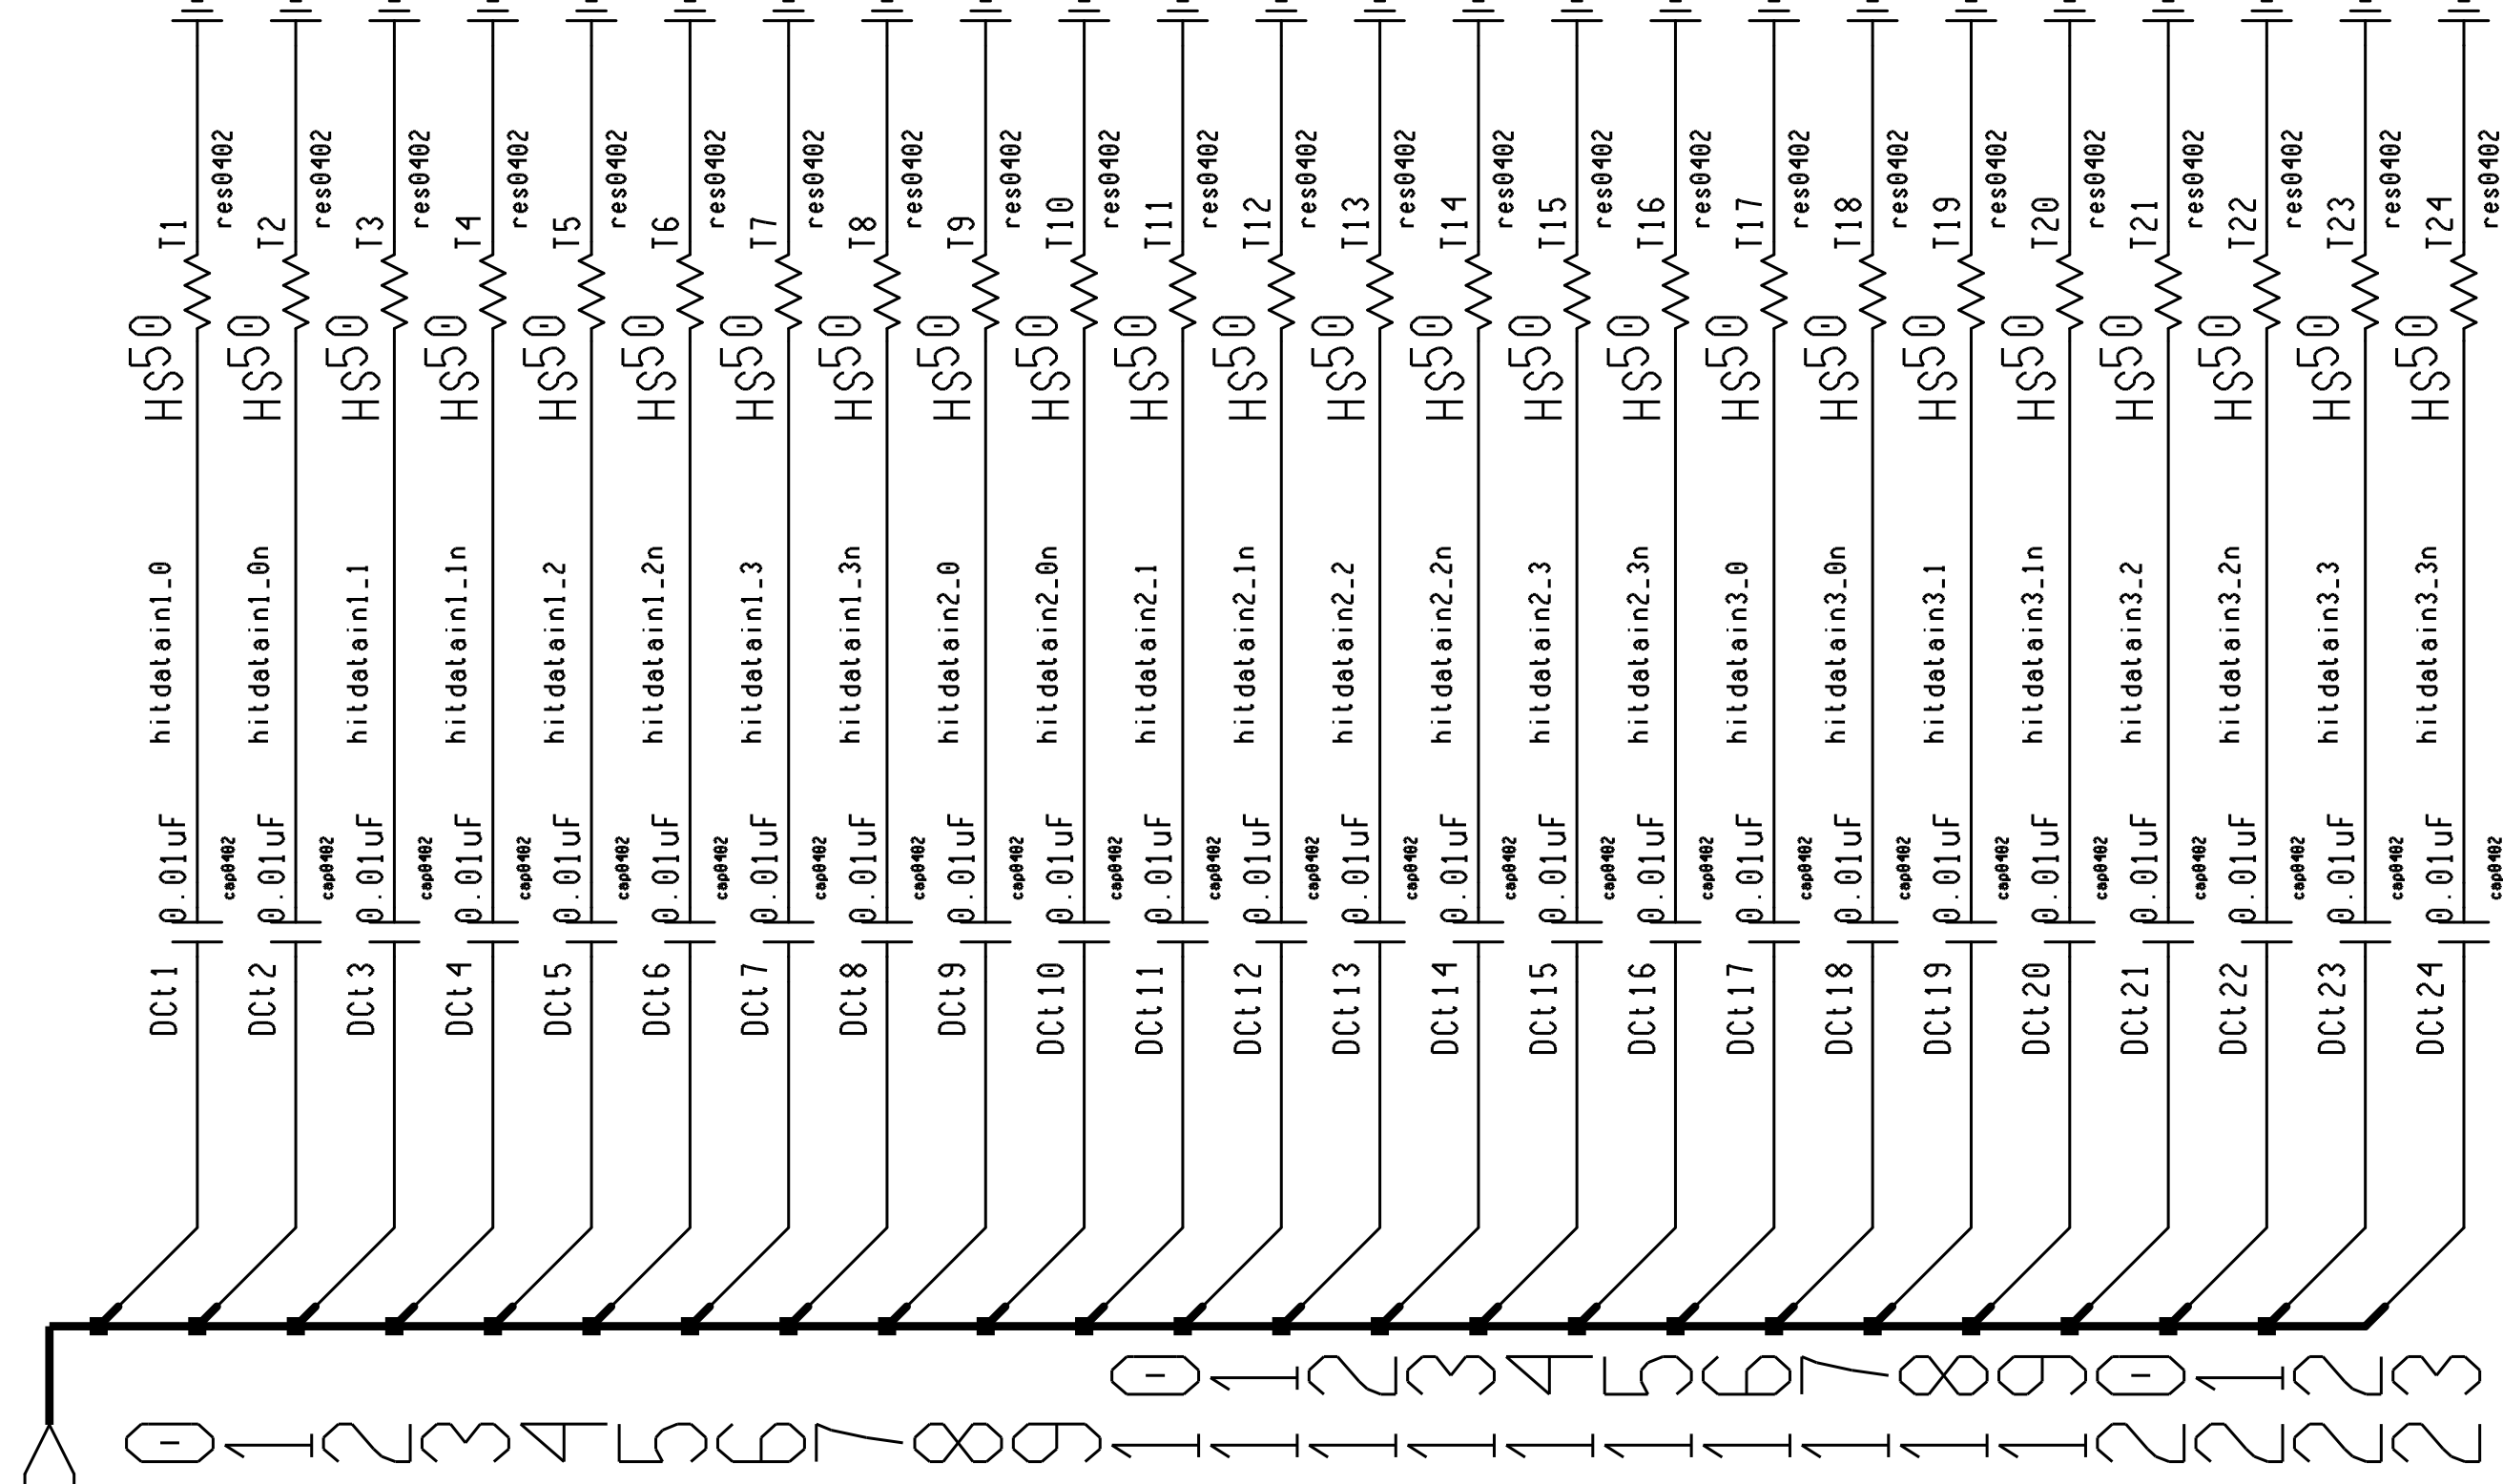 0 DCt1 0.01uF hitdatain1_0 HS50 T1
cap0402 res0402
1 DCt2 0.01uF hitdatain1_0n HS50 T2
cap0402 res0402
2 DCt3 0.01uF hitdatain1_1 HS50 T3
cap0402 res0402
3 DCt4 0.01uF hitdatain1_1n HS50 T4
cap0402 res0402
4 DCt5 0.01uF hitdatain1_2 HS50 T5
cap0402 res0402
5 DCt6 0.01uF hitdatain1_2n HS50 T6
cap0402 res0402
6 DCt7 0.01uF hitdatain1_3 HS50 T7
cap0402 res0402
7 DCt8 0.01uF hitdatain1_3n HS50 T8
cap0402 res0402
8 DCt9 0.01uF hitdatain2_0 HS50 T9
cap0402 res0402
9 DCt10 0.01uF hitdatain2_0n HS50 T10
cap0402 res0402
10 DCt11 0.01uF hitdatain2_1 HS50 T11
cap0402 res0402
11 DCt12 0.01uF hitdatain2_1n HS50 T12
cap0402 res0402
12 DCt13 0.01uF hitdatain2_2 HS50 T13
cap0402 res0402
13 DCt14 0.01uF hitdatain2_2n HS50 T14
cap0402 res0402
14 DCt15 0.01uF hitdatain2_3 HS50 T15
cap0402 res0402
15 DCt16 0.01uF hitdatain2_3n HS50 T16
cap0402 res0402
16 DCt17 0.01uF hitdatain3_0 HS50 T17
cap0402 res0402
17 DCt18 0.01uF hitdatain3_0n HS50 T18
cap0402 res0402
18 DCt19 0.01uF hitdatain3_1 HS50 T19
cap0402 res0402
19 DCt20 0.01uF hitdatain3_1n HS50 T20
cap0402 res0402
20 DCt21 0.01uF hitdatain3_2 HS50 T21
cap0402 res0402
21 DCt22 0.01uF hitdatain3_2n HS50 T22
cap0402 res0402
22 DCt23 0.01uF hitdatain3_3 HS50 T23
cap0402 res0402
23 DCt24 0.01uF hitdatain3_3n HS50 T24
cap0402 res0402